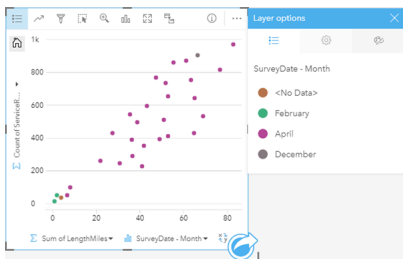 Layer options
1k
800
600
400
200
0
Count of ServiceR...
0
20
40
60
80
Sum of LengthMiles
SurveyDate - Month
SurveyDate - Month
<No Data>
February
April
December